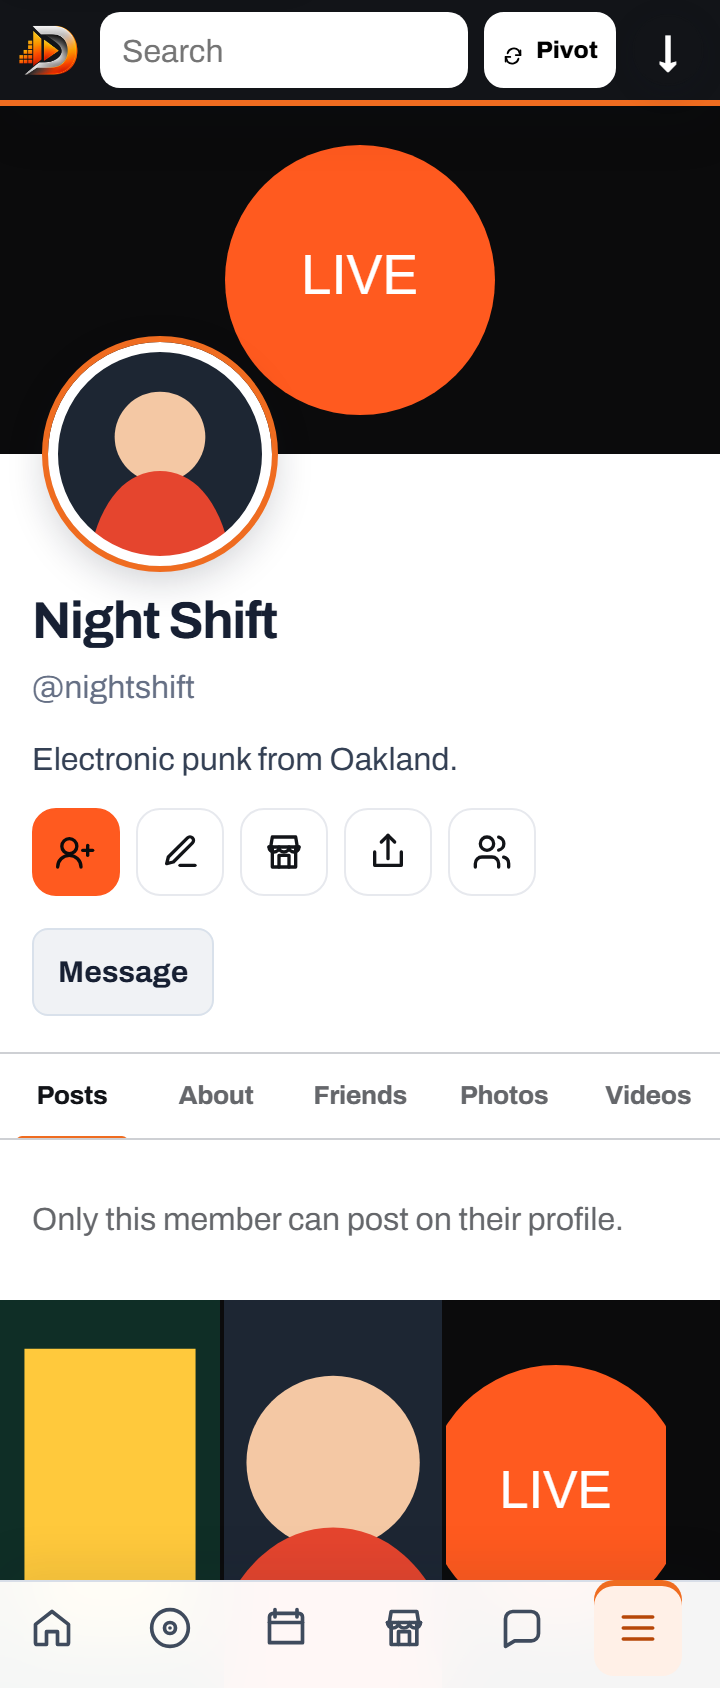 Search
Pivot
LIVE
Night Shift
@nightshift
Electronic punk from Oakland.
Message
Posts About Friends Photos Videos
Only this member can post on their profile.
LIVE